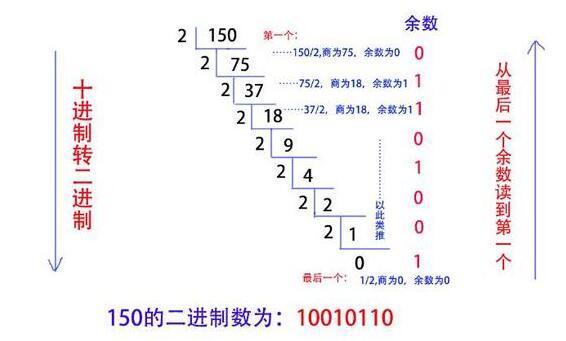 余数
2 150 第一个：
150/2,商为75，余数为0 0
2 75 75/2，商为18，余数为1 1
2 37 37/2，商为18，余数为1 1
2 18 0
2 9 1
2 4 0
2 2 0
2 1
0 1
以此类推
最后一个： 1/2,商为0，余数为0
十进制转二进制
从最后一个余数读到第一个
150的二进制数为：10010110